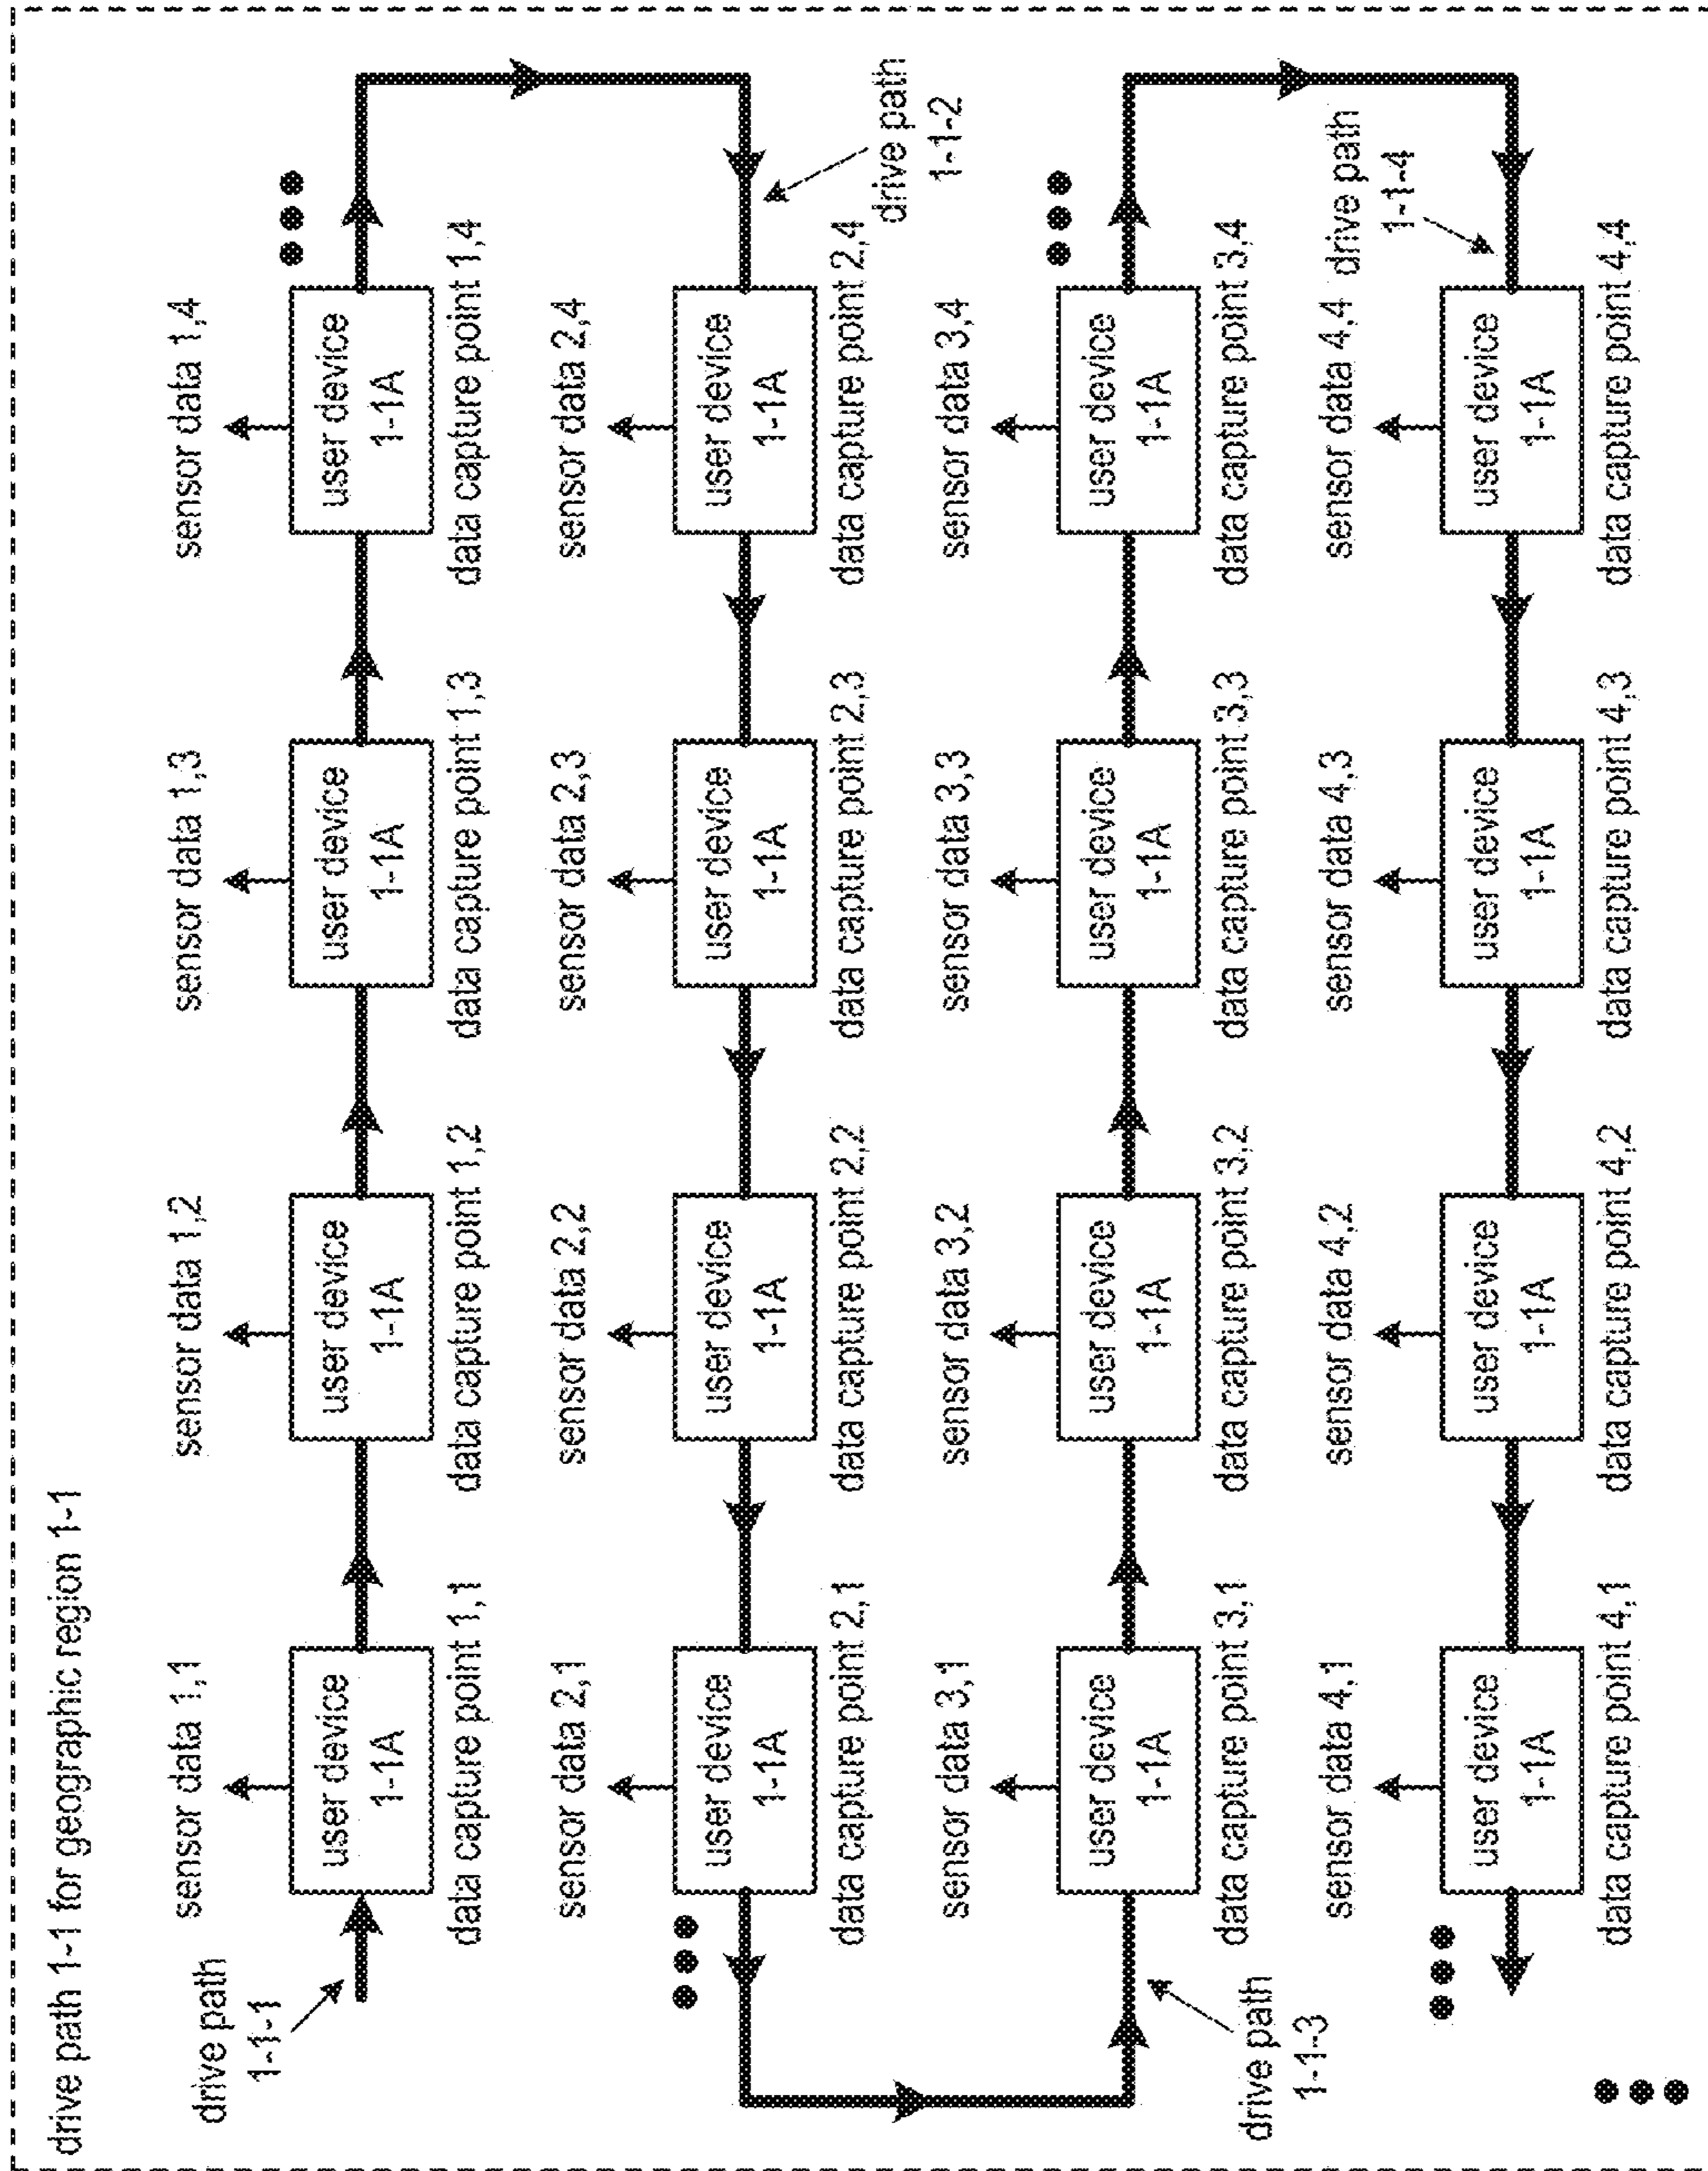 drive path 1-1 for geographic region 1-1
drive path
1-1-1
sensor data 1,1
sensor data 1,2
sensor data 1,3
sensor data 1,4
user device
1-1A
user device
1-1A
user device
1-1A
user device
1-1A
data capture point 1,1
data capture point 1,2
data capture point 1,3
data capture point 1,4
sensor data 2,1
sensor data 2,2
sensor data 2,3
sensor data 2,4
user device
1-1A
user device
1-1A
user device
1-1A
user device
1-1A
data capture point 2,1
data capture point 2,2
data capture point 2,3
data capture point 2,4
drive path
1-1-2
sensor data 3,1
sensor data 3,2
sensor data 3,3
sensor data 3,4
user device
1-1A
user device
1-1A
user device
1-1A
user device
1-1A
drive path
1-1-3
data capture point 3,1
data capture point 3,2
data capture point 3,3
data capture point 3,4
sensor data 4,1
sensor data 4,2
sensor data 4,3
sensor data 4,4
drive path
1-1-4
user device
1-1A
user device
1-1A
user device
1-1A
user device
1-1A
data capture point 4,1
data capture point 4,2
data capture point 4,3
data capture point 4,4